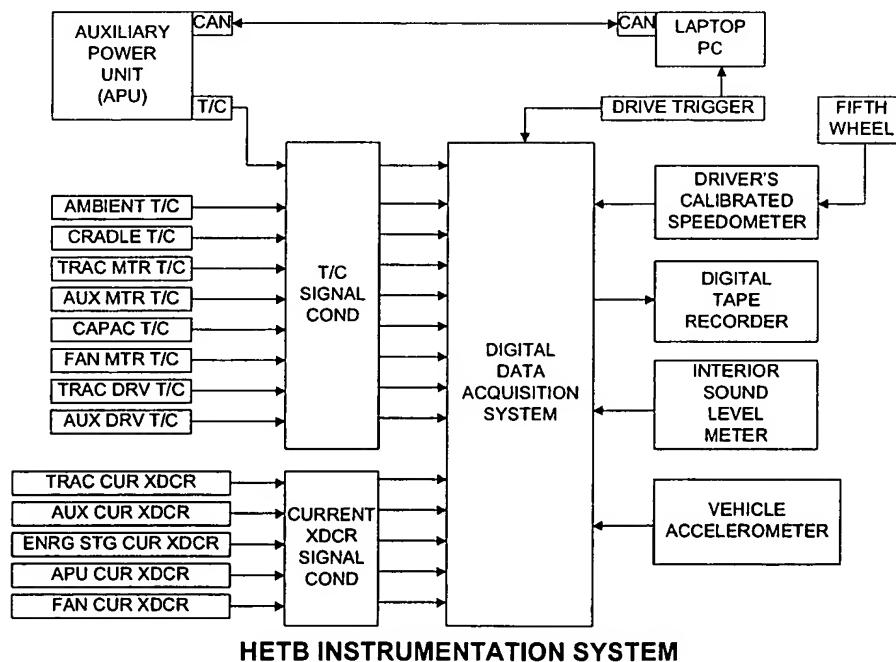 AUXILIARY
POWER
UNIT
(APU)
CAN
T/C
CAN
LAPTOP
PC
DRIVE TRIGGER
FIFTH
WHEEL
AMBIENT T/C
CRADLE T/C
TRAC MTR T/C
AUX MTR T/C
CAPAC T/C
FAN MTR T/C
TRAC DRV T/C
AUX DRV T/C
T/C
SIGNAL
COND
TRAC CUR XDCR
AUX CUR XDCR
ENRG STG CUR XDCR
APU CUR XDCR
FAN CUR XDCR
CURRENT
XDCR
SIGNAL
COND
DIGITAL
DATA
ACQUISITION
SYSTEM
DRIVER'S
CALIBRATED
SPEEDOMETER
DIGITAL
TAPE
RECORDER
INTERIOR
SOUND
LEVEL
METER
VEHICLE
ACCELEROMETER
HETB INSTRUMENTATION SYSTEM